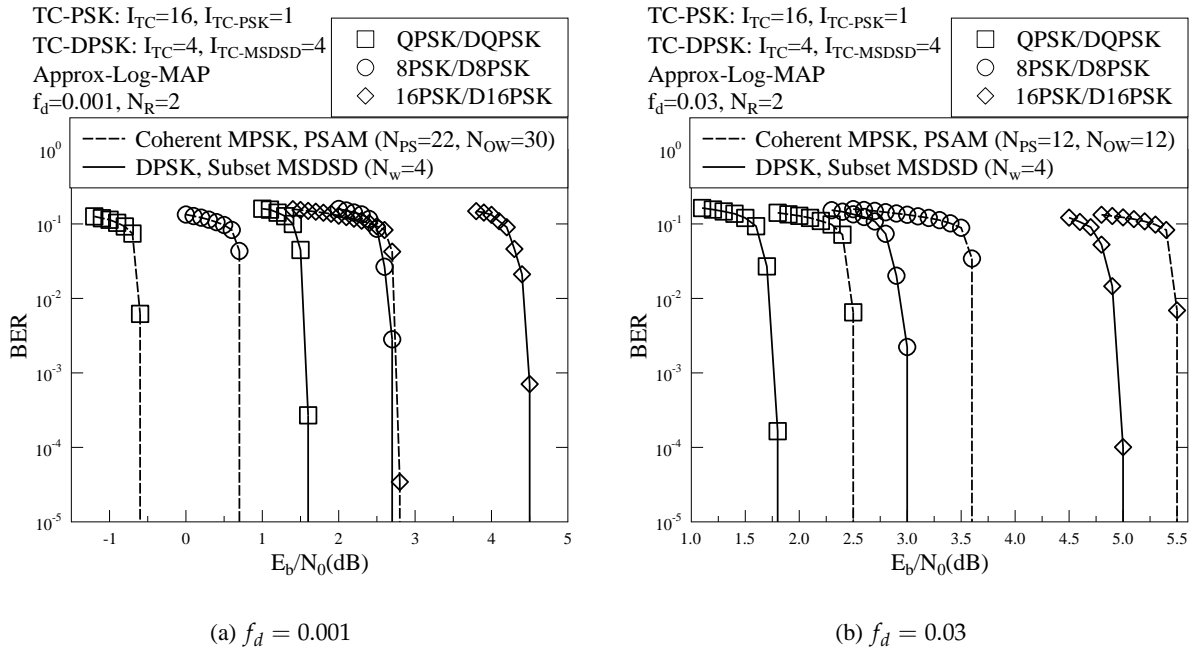 TC-PSK: I_TC=16, I_TC-PSK=1
TC-DPSK: I_TC=4, I_TC-MSDSD=4
Approx-Log-MAP
f_d=0.001, N_R=2
QPSK/DQPSK
8PSK/D8PSK
16PSK/D16PSK
Coherent MPSK, PSAM (N_PS=22, N_OW=30)
DPSK, Subset MSDSD (N_w=4)
10^0
10^-1
10^-2
10^-3
10^-4
10^-5
BER
-1 0 1 2 3 4 5
E_b/N_0(dB)
(a) f_d = 0.001
TC-PSK: I_TC=16, I_TC-PSK=1
TC-DPSK: I_TC=4, I_TC-MSDSD=4
Approx-Log-MAP
f_d=0.03, N_R=2
QPSK/DQPSK
8PSK/D8PSK
16PSK/D16PSK
Coherent MPSK, PSAM (N_PS=12, N_OW=12)
DPSK, Subset MSDSD (N_w=4)
10^0
10^-1
10^-2
10^-3
10^-4
10^-5
BER
1.0 1.5 2.0 2.5 3.0 3.5 4.0 4.5 5.0 5.5
E_b/N_0(dB)
(b) f_d = 0.03